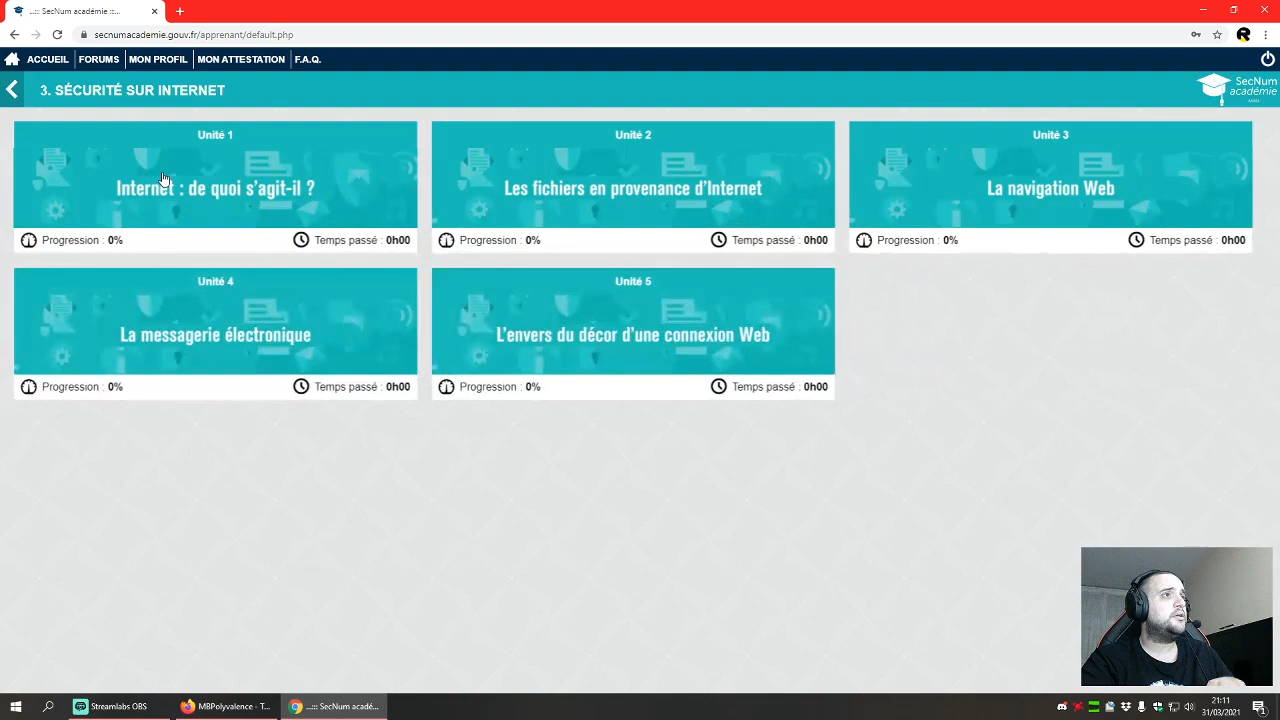 ..:: SecNum académie ::..
secnumacademie.gouv.fr/apprenant/default.php
ACCUEIL FORUMS MON PROFIL MON ATTESTATION F.A.Q.
3. SÉCURITÉ SUR INTERNET
SecNum
académie
Unité 1
Internet : de quoi s'agit-il ?
Progression : 0% Temps passé : 0h00
Unité 2
Les fichiers en provenance d'Internet
Progression : 0% Temps passé : 0h00
Unité 3
La navigation Web
Progression : 0% Temps passé : 0h00
Unité 4
La messagerie électronique
Progression : 0% Temps passé : 0h00
Unité 5
L'envers du décor d'une connexion Web
Progression : 0% Temps passé : 0h00
Streamlabs OBS
MBPolyvalence - T...
..:: SecNum acadé...
21:11
31/03/2021